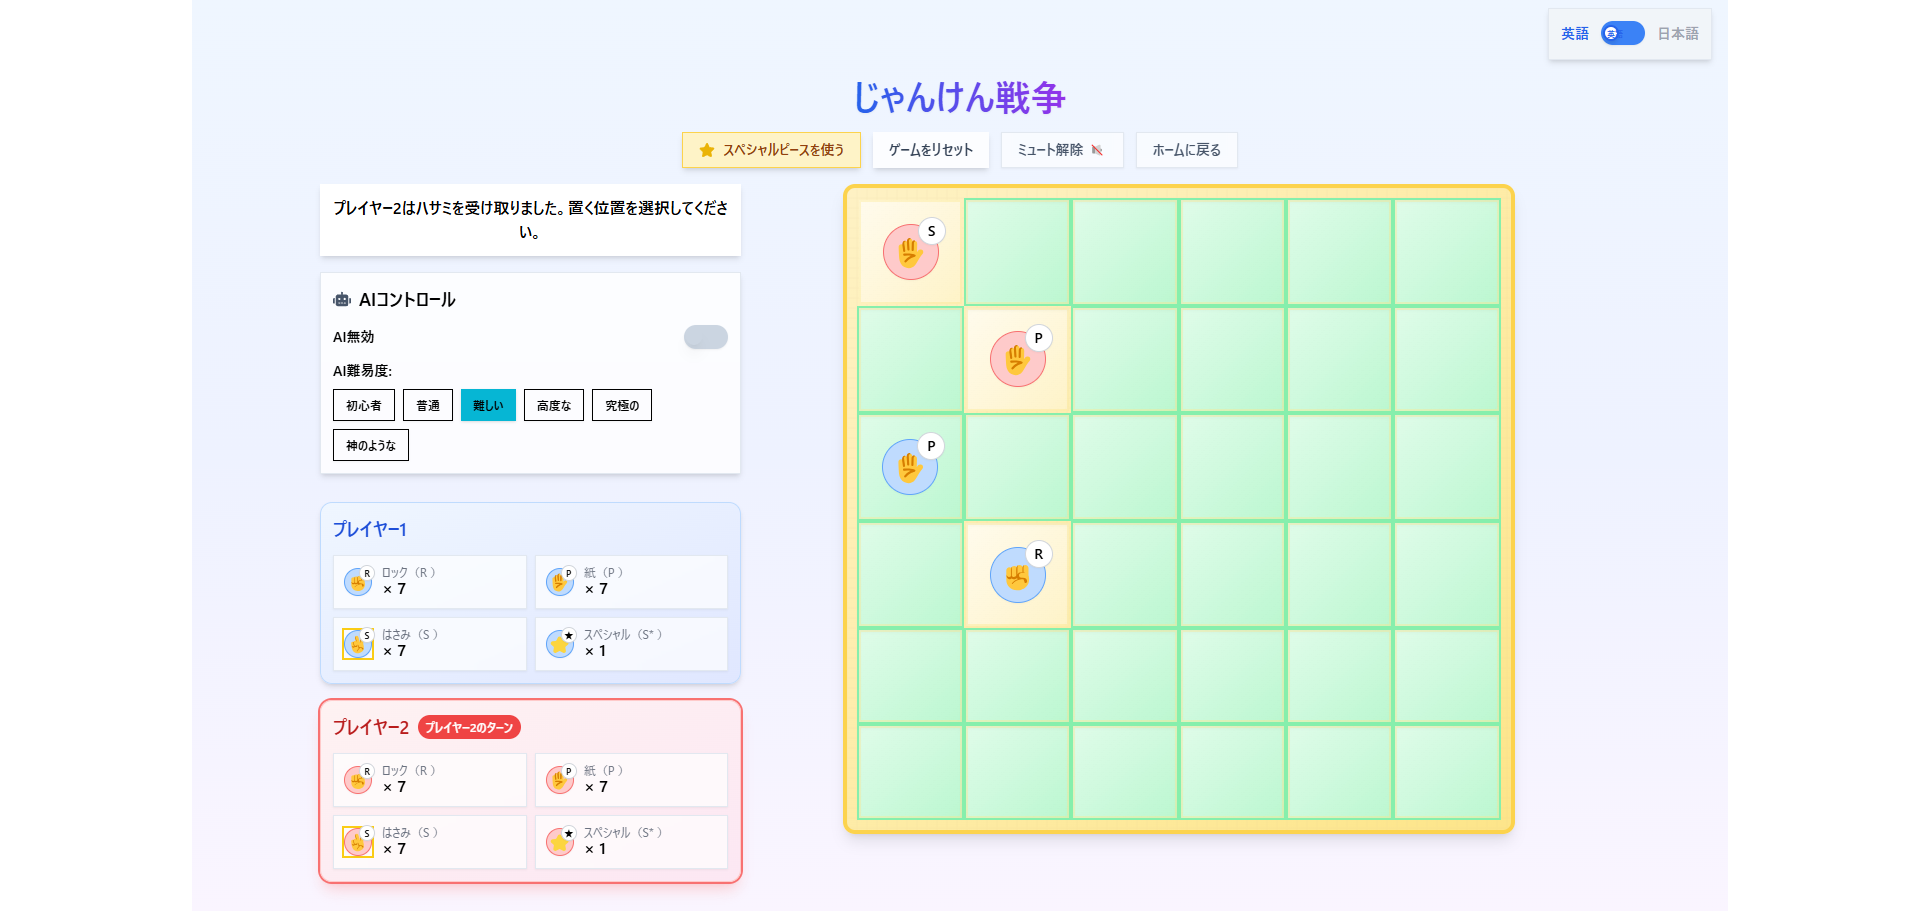 英語 英 日本語
じゃんけん戦争
スペシャルピースを使う ゲームをリセット ミュート解除 ホームに戻る
プレイヤー2はハサミを受け取りました。置く位置を選択してくださ
い。
AIコントロール
AI無効
AI難易度:
初心者 普通 難しい 高度な 究極の
神のような
プレイヤー1
R ロック（R ）
× 7
P 紙（P ）
× 7
S はさみ（S ）
× 7
★ スペシャル（S* ）
× 1
プレイヤー2 プレイヤー2のターン
R ロック（R ）
× 7
P 紙（P ）
× 7
S はさみ（S ）
× 7
★ スペシャル（S* ）
× 1
S
P
P
R